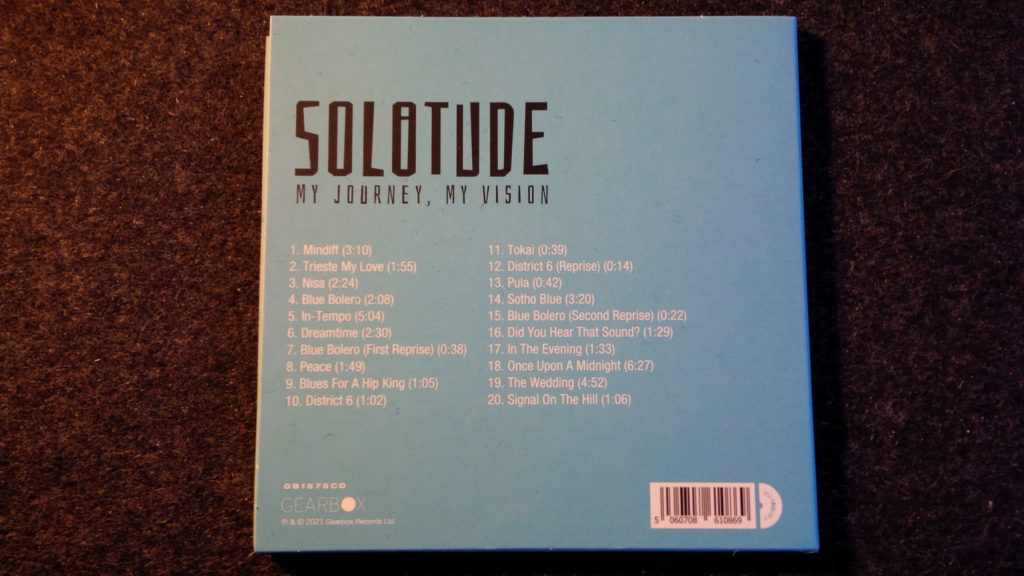 SOLOTUDE
MY JOURNEY, MY VISION
1. Mindiff (3:10)
2. Trieste My Love (1:55)
3. Nisa (2:24)
4. Blue Bolero (2:08)
5. In-Tempo (5:04)
6. Dreamtime (2:30)
7. Blue Bolero (First Reprise) (0:38)
8. Peace (1:49)
9. Blues For A Hip King (1:05)
10. District 6 (1:02)
11. Tokai (0:39)
12. District 6 (Reprise) (0:14)
13. Pula (0:42)
14. Sotho Blue (3:20)
15. Blue Bolero (Second Reprise) (0:22)
16. Did You Hear That Sound? (1:29)
17. In The Evening (1:33)
18. Once Upon A Midnight (6:27)
19. The Wedding (4:52)
20. Signal On The Hill (1:06)
GB1575CD
GEARBOX
℗ & © 2021 Gearbox Records Ltd.
5 060708 610869